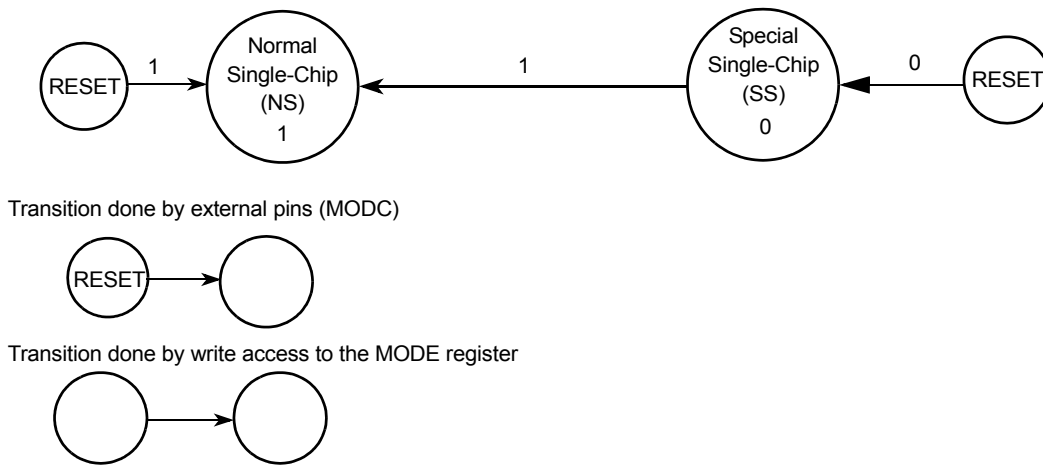 RESET
1
Normal
Single-Chip
(NS)
1
1
Special
Single-Chip
(SS)
0
0
RESET
Transition done by external pins (MODC)
RESET
Transition done by write access to the MODE register